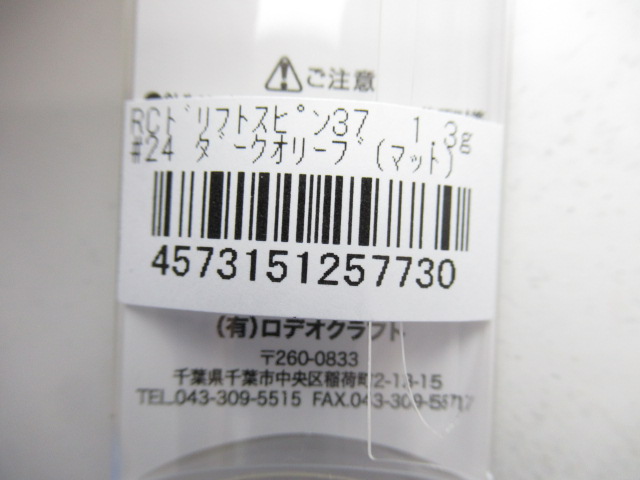 ご注意
RCﾄﾞﾘﾌﾄｽﾋﾟﾝ37 1.3g
#24 ﾀﾞｰｸｵﾘｰﾌﾞ(ﾏｯﾄ)
4573151257730
(有)ロデオクラフト
〒260-0833
千葉県千葉市中央区稲荷町2-13-15
TEL.043-309-5515 FAX.043-309-